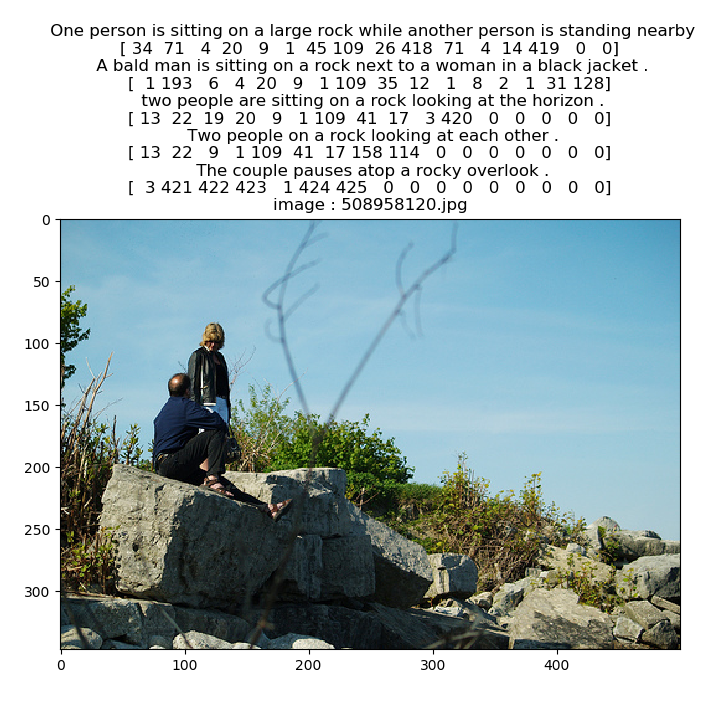 One person is sitting on a large rock while another person is standing nearby
[ 34 71 4 20 9 1 45 109 26 418 71 4 14 419 0 0]
A bald man is sitting on a rock next to a woman in a black jacket .
[ 1 193 6 4 20 9 1 109 35 12 1 8 2 1 31 128]
two people are sitting on a rock looking at the horizon .
[ 13 22 19 20 9 1 109 41 17 3 420 0 0 0 0 0]
Two people on a rock looking at each other .
[ 13 22 9 1 109 41 17 158 114 0 0 0 0 0 0 0]
The couple pauses atop a rocky overlook .
[ 3 421 422 423 1 424 425 0 0 0 0 0 0 0 0 0]
image : 508958120.jpg
0
50
100
150
200
250
300
0 100 200 300 400